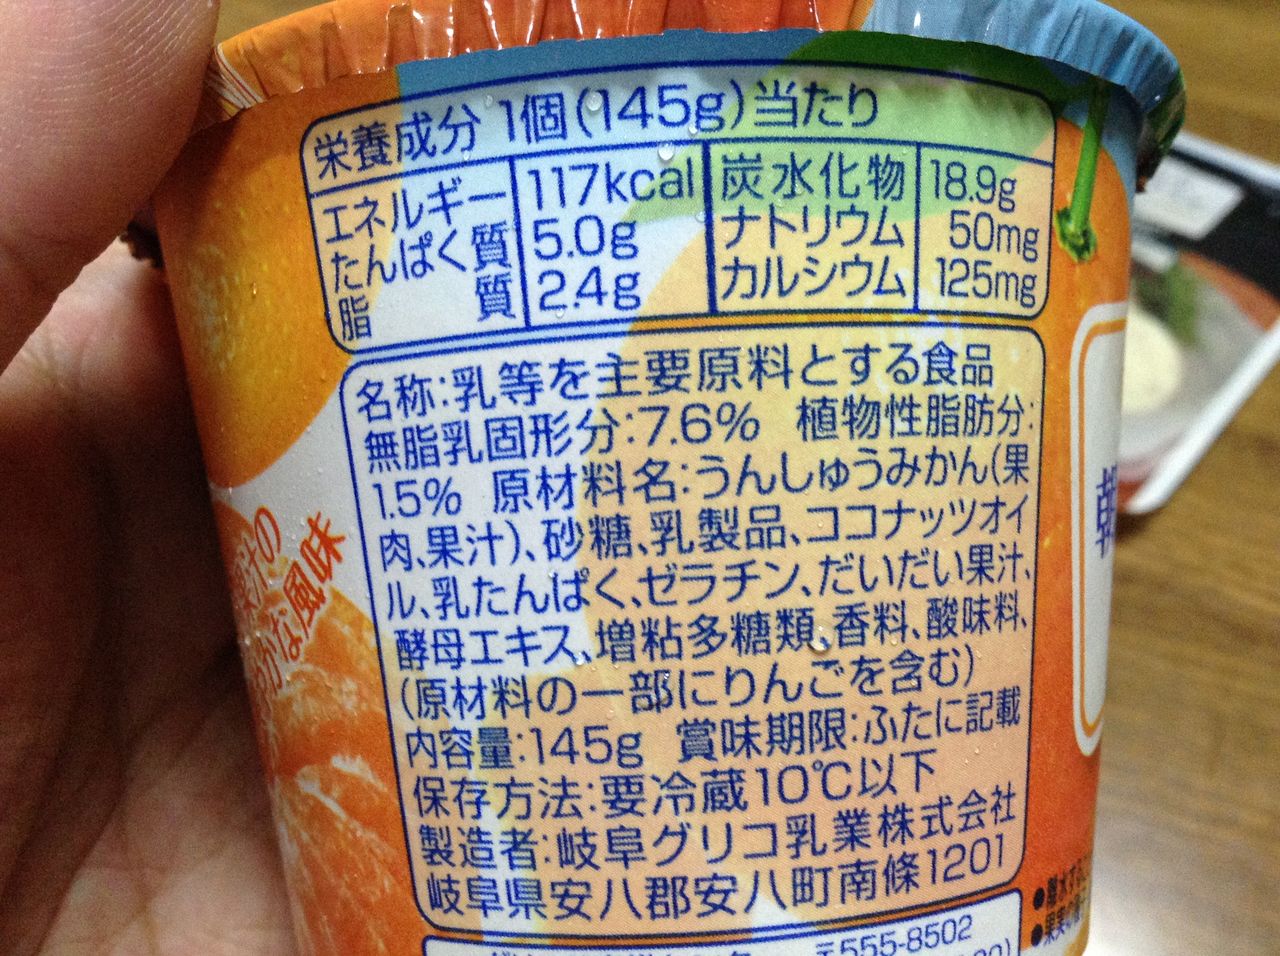 栄養成分 1個(145g)当たり
エネルギー 117kcal 炭水化物 18.9g
たんぱく質 5.0g ナトリウム 50mg
脂質 2.4g カルシウム 125mg
名称:乳等を主要原料とする食品
無脂乳固形分:7.6% 植物性脂肪分:
1.5% 原材料名:うんしゅうみかん(果
肉、果汁)、砂糖、乳製品、ココナッツオイ
ル、乳たんぱく、ゼラチン、だいだい果汁、
酵母エキス、増粘多糖類、香料、酸味料、
(原材料の一部にりんごを含む)
内容量:145g 賞味期限:ふたに記載
保存方法:要冷蔵10℃以下
製造者:岐阜グリコ乳業株式会社
岐阜県安八郡安八町南條1201
〒555-8502
果汁の
な風味
朝